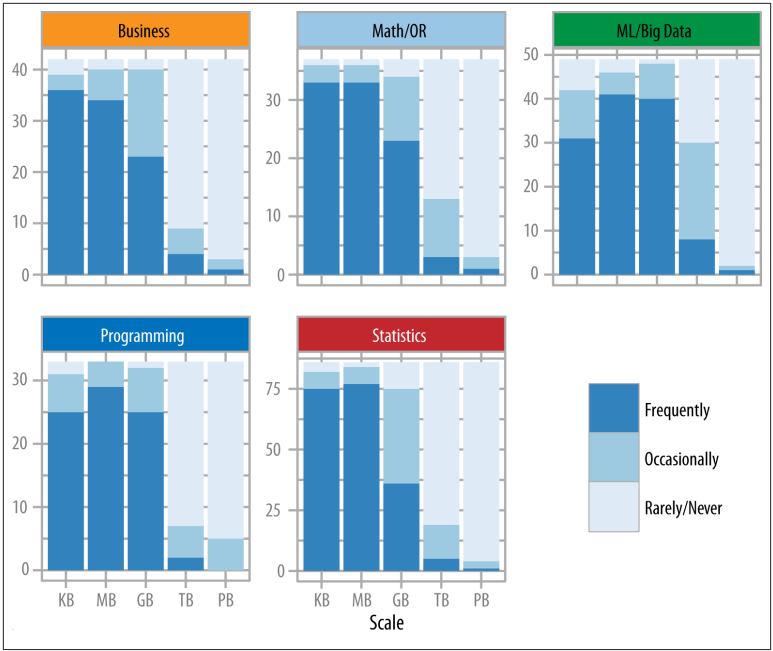 Business
Math/OR
ML/Big Data
40
30
20
10
0
30
20
10
0
50
40
30
20
10
0
Programming
Statistics
30
20
10
0
75
50
25
0
KB MB GB TB PB
KB MB GB TB PB
Scale
Frequently
Occasionally
Rarely/Never